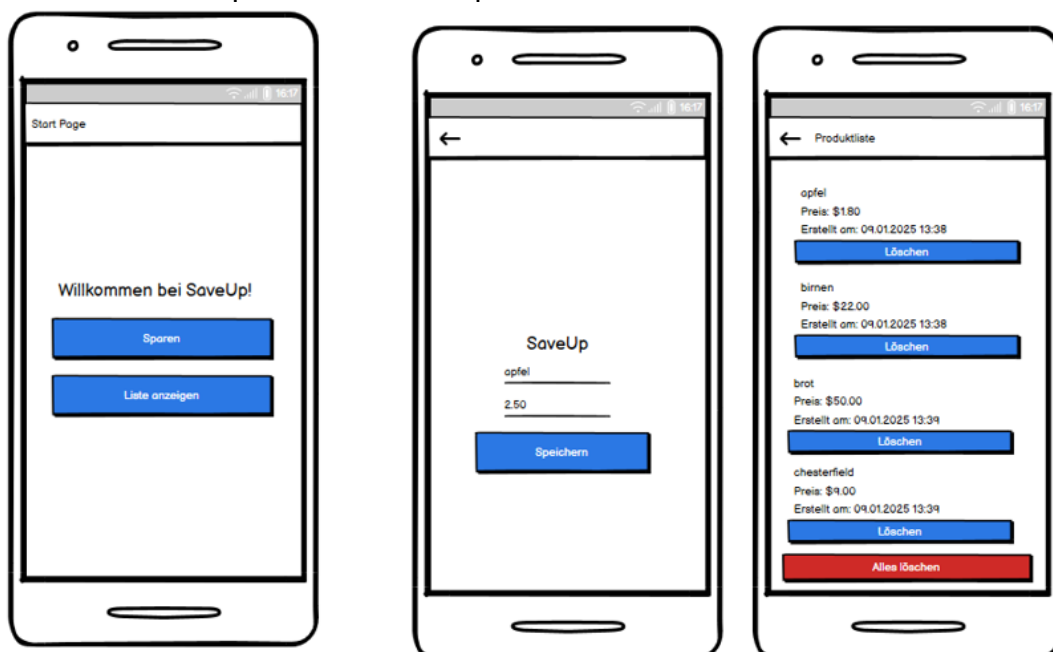 16:17
Start Page
Willkommen bei SaveUp!
Sparen
Liste anzeigen
16:17
SaveUp
apfel
2.50
Speichern
16:17
Produktliste
apfel
Preis: $1.80
Erstellt am: 09.01.2025 13:38
Löschen
birnen
Preis: $22.00
Erstellt am: 09.01.2025 13:38
Löschen
brot
Preis: $50.00
Erstellt am: 09.01.2025 13:39
Löschen
chesterfield
Preis: $9.00
Erstellt am: 09.01.2025 13:39
Löschen
Alles löschen